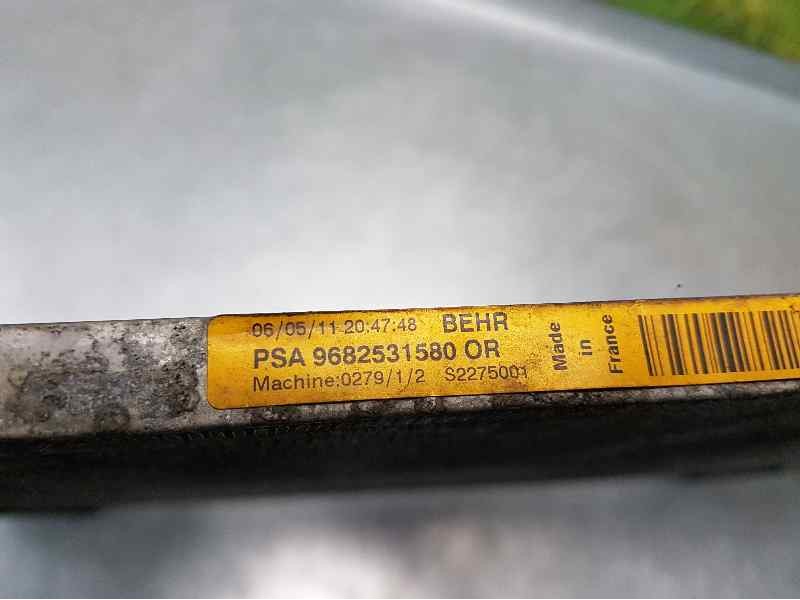 06/05/11 20:47:48 BEHR
PSA 9682531580 OR
Machine:0279/1/2 S2275001
Made
in
France